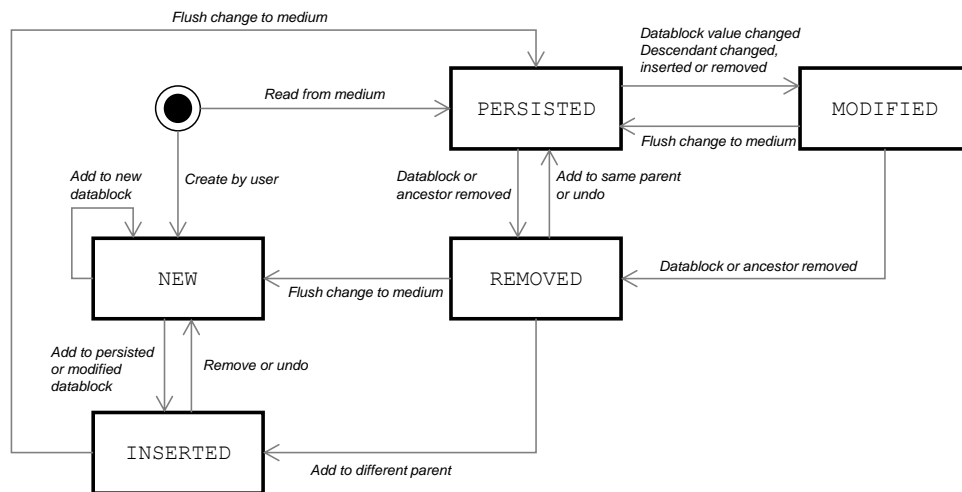 Flush change to medium
Datablock value changed
Descendant changed,
inserted or removed
Read from medium
PERSISTED
MODIFIED
Flush change to medium
Add to new
datablock
Create by user
Datablock or
ancestor removed
Add to same parent
or undo
NEW
REMOVED
Datablock or ancestor removed
Flush change to medium
Add to persisted
or modified
datablock
Remove or undo
INSERTED
Add to different parent